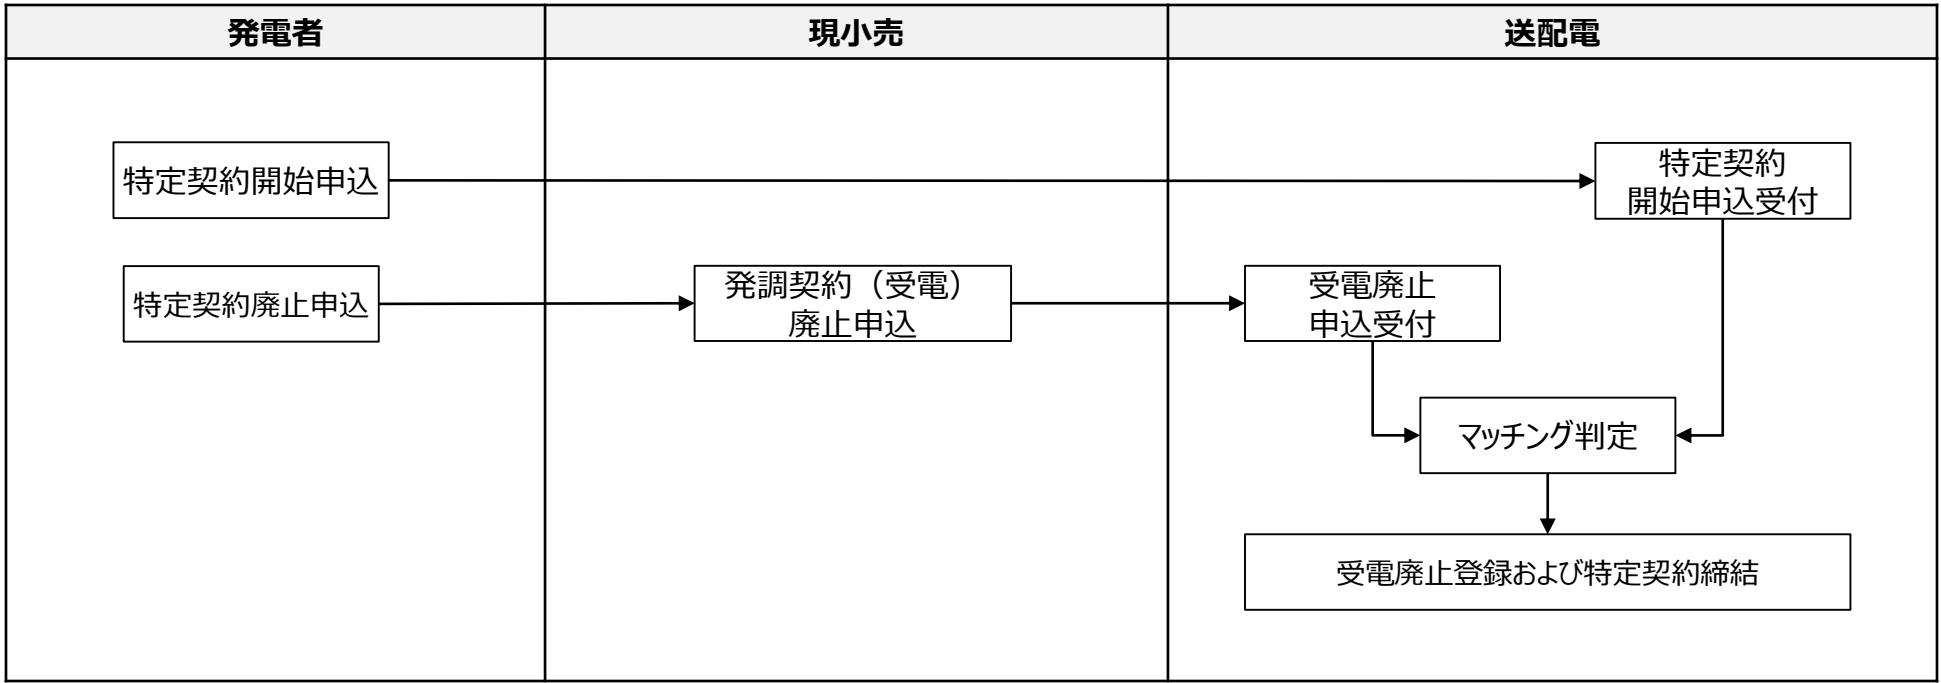 発電者
現小売
送配電
特定契約開始申込
特定契約
開始申込受付
特定契約廃止申込
発調契約（受電）
廃止申込
受電廃止
申込受付
マッチング判定
受電廃止登録および特定契約締結